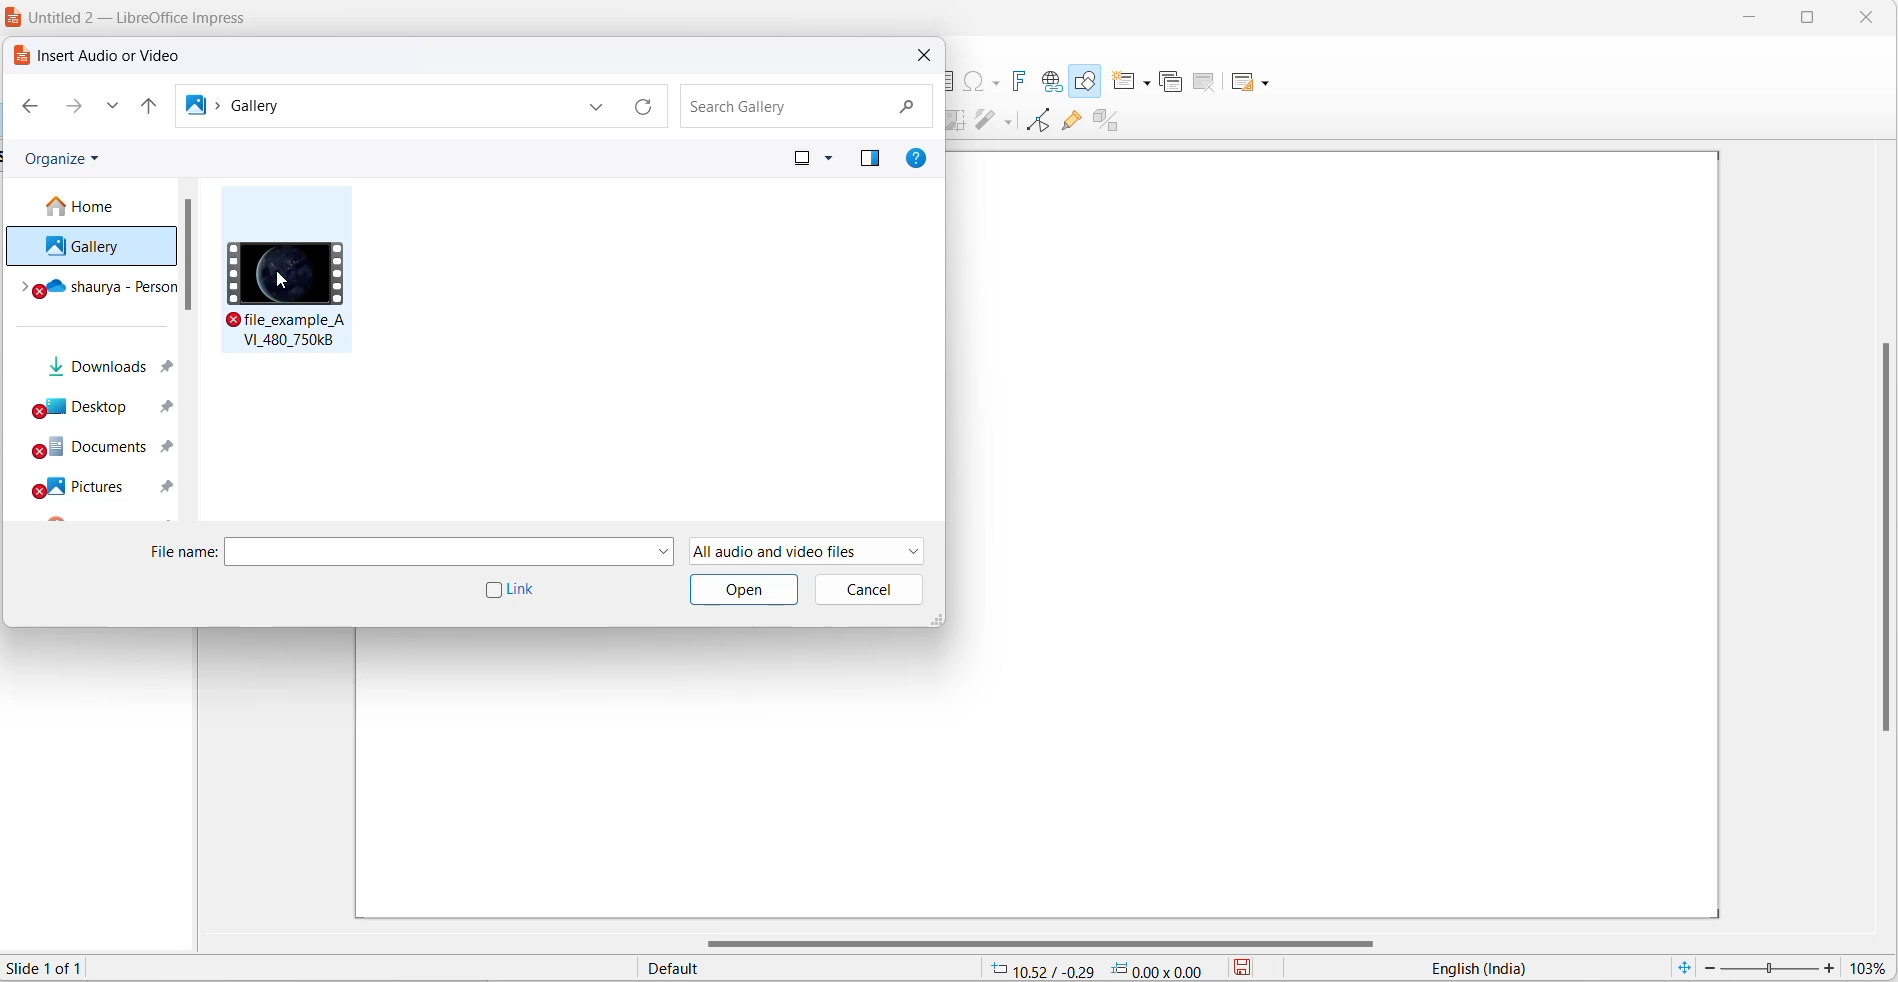 Untitled 2 — LibreOffice Impress
Insert Audio or Video
Gallery
Search Gallery
Organize
Home
Gallery
shaurya - Person
Downloads
Desktop
Documents
Pictures
file_example_A
VI_480_750kB
File name:
All audio and video files
Link
Open
Cancel
Slide 1 of 1
Default
10.52 / -0.29
0.00 x 0.00
English (India)
103%